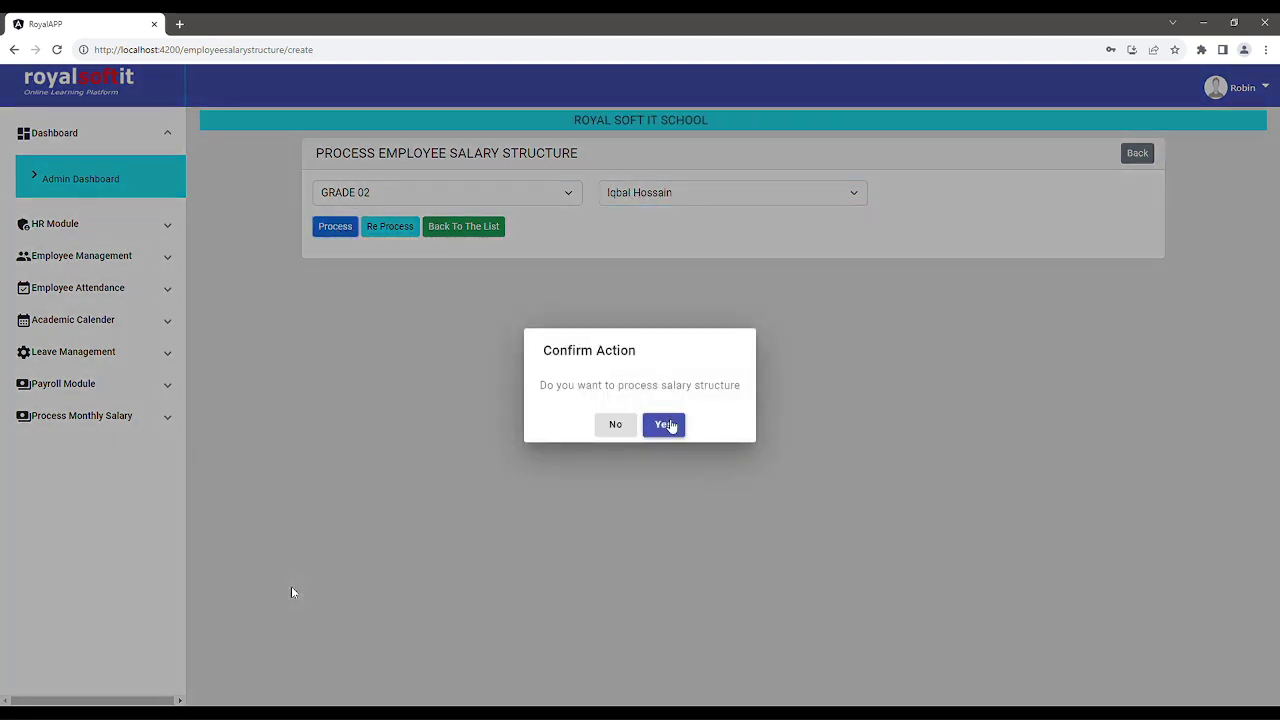 RoyalAPP
http://localhost:4200/employeesalarystructure/create
royalsoftit
Online Learning Platform
Robin
ROYAL SOFT IT SCHOOL
Dashboard
Admin Dashboard
HR Module
Employee Management
Employee Attendance
Academic Calender
Leave Management
Payroll Module
Process Monthly Salary
PROCESS EMPLOYEE SALARY STRUCTURE
Back
GRADE 02
Iqbal Hossain
Process
Re Process
Back To The List
Confirm Action
Do you want to process salary structure
No
Yes